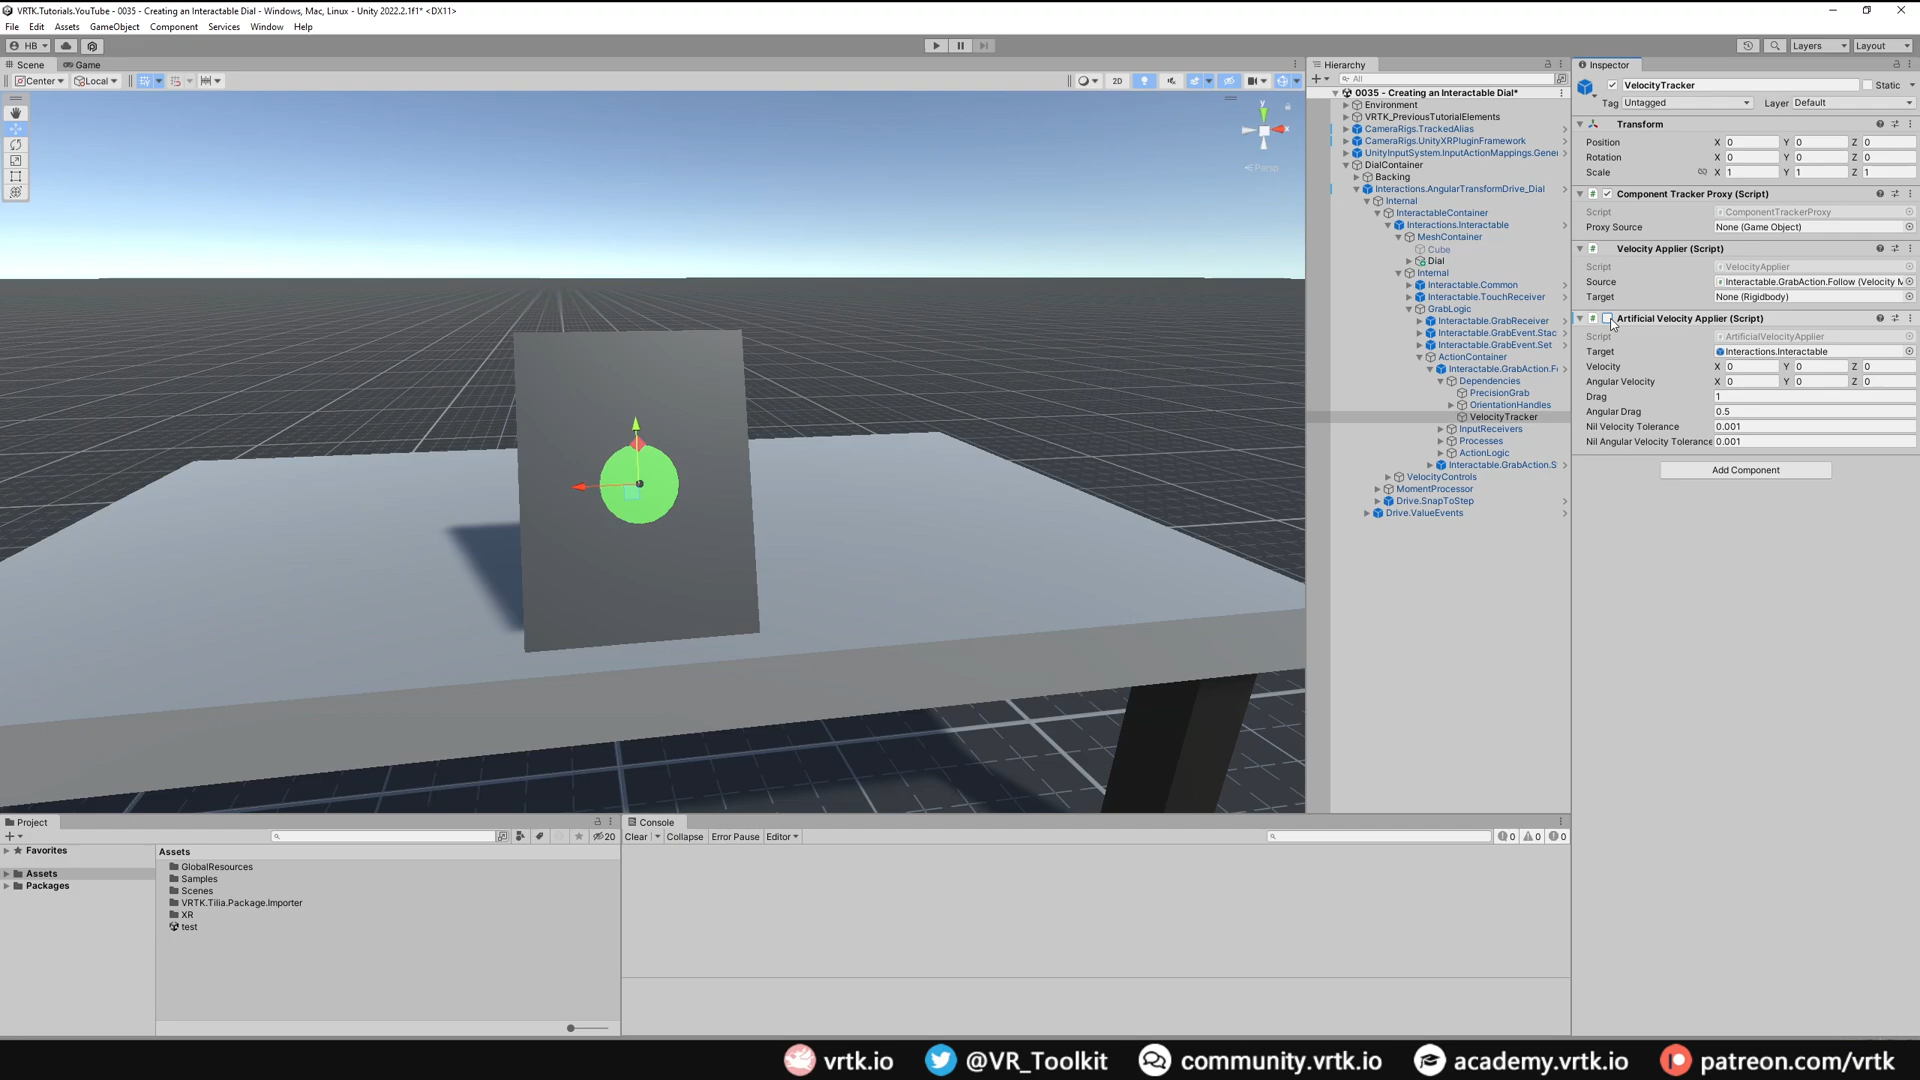 VRTK.Tutorials.YouTube - 0035 - Creating an Interactable Dial - Windows, Mac, Linux - Unity 2022.2.1f1* <DX11>
File Edit Assets GameObject Component Services Window Help
HB Layers Layout
Scene Game
Center Local 2D
y
Persp
Hierarchy
All
0035 - Creating an Interactable Dial*
Environment
VRTK_PreviousTutorialElements
CameraRigs.TrackedAlias
CameraRigs.UnityXRPluginFramework
UnityInputSystem.InputActionMappings.Gener
DialContainer
Backing
Interactions.AngularTransformDrive_Dial
Internal
InteractableContainer
Interactions.Interactable
MeshContainer
Cube
Dial
Internal
Interactable.Common
Interactable.TouchReceiver
GrabLogic
Interactable.GrabReceiver
Interactable.GrabEvent.Stac
Interactable.GrabEvent.Set
ActionContainer
Interactable.GrabAction.F
Dependencies
PrecisionGrab
OrientationHandles
VelocityTracker
InputReceivers
Processes
ActionLogic
Interactable.GrabAction.S
VelocityControls
MomentProcessor
Drive.SnapToStep
Drive.ValueEvents
Inspector
VelocityTracker Static
Tag Untagged Layer Default
Transform
Position X 0 Y 0 Z 0
Rotation X 0 Y 0 Z 0
Scale X 1 Y 1 Z 1
Component Tracker Proxy (Script)
Script ComponentTrackerProxy
Proxy Source None (Game Object)
Velocity Applier (Script)
Script VelocityApplier
Source Interactable.GrabAction.Follow (Velocity M
Target None (Rigidbody)
Artificial Velocity Applier (Script)
Script ArtificialVelocityApplier
Target Interactions.Interactable
Velocity X 0 Y 0 Z 0
Angular Velocity X 0 Y 0 Z 0
Drag 1
Angular Drag 0.5
Nil Velocity Tolerance 0.001
Nil Angular Velocity Tolerance 0.001
Add Component
Project
20
Favorites
Assets
Packages
Assets
GlobalResources
Samples
Scenes
VRTK.Tilia.Package.Importer
XR
test
Console
Clear Collapse Error Pause Editor 0 0 0
vrtk.io @VR_Toolkit community.vrtk.io academy.vrtk.io patreon.com/vrtk